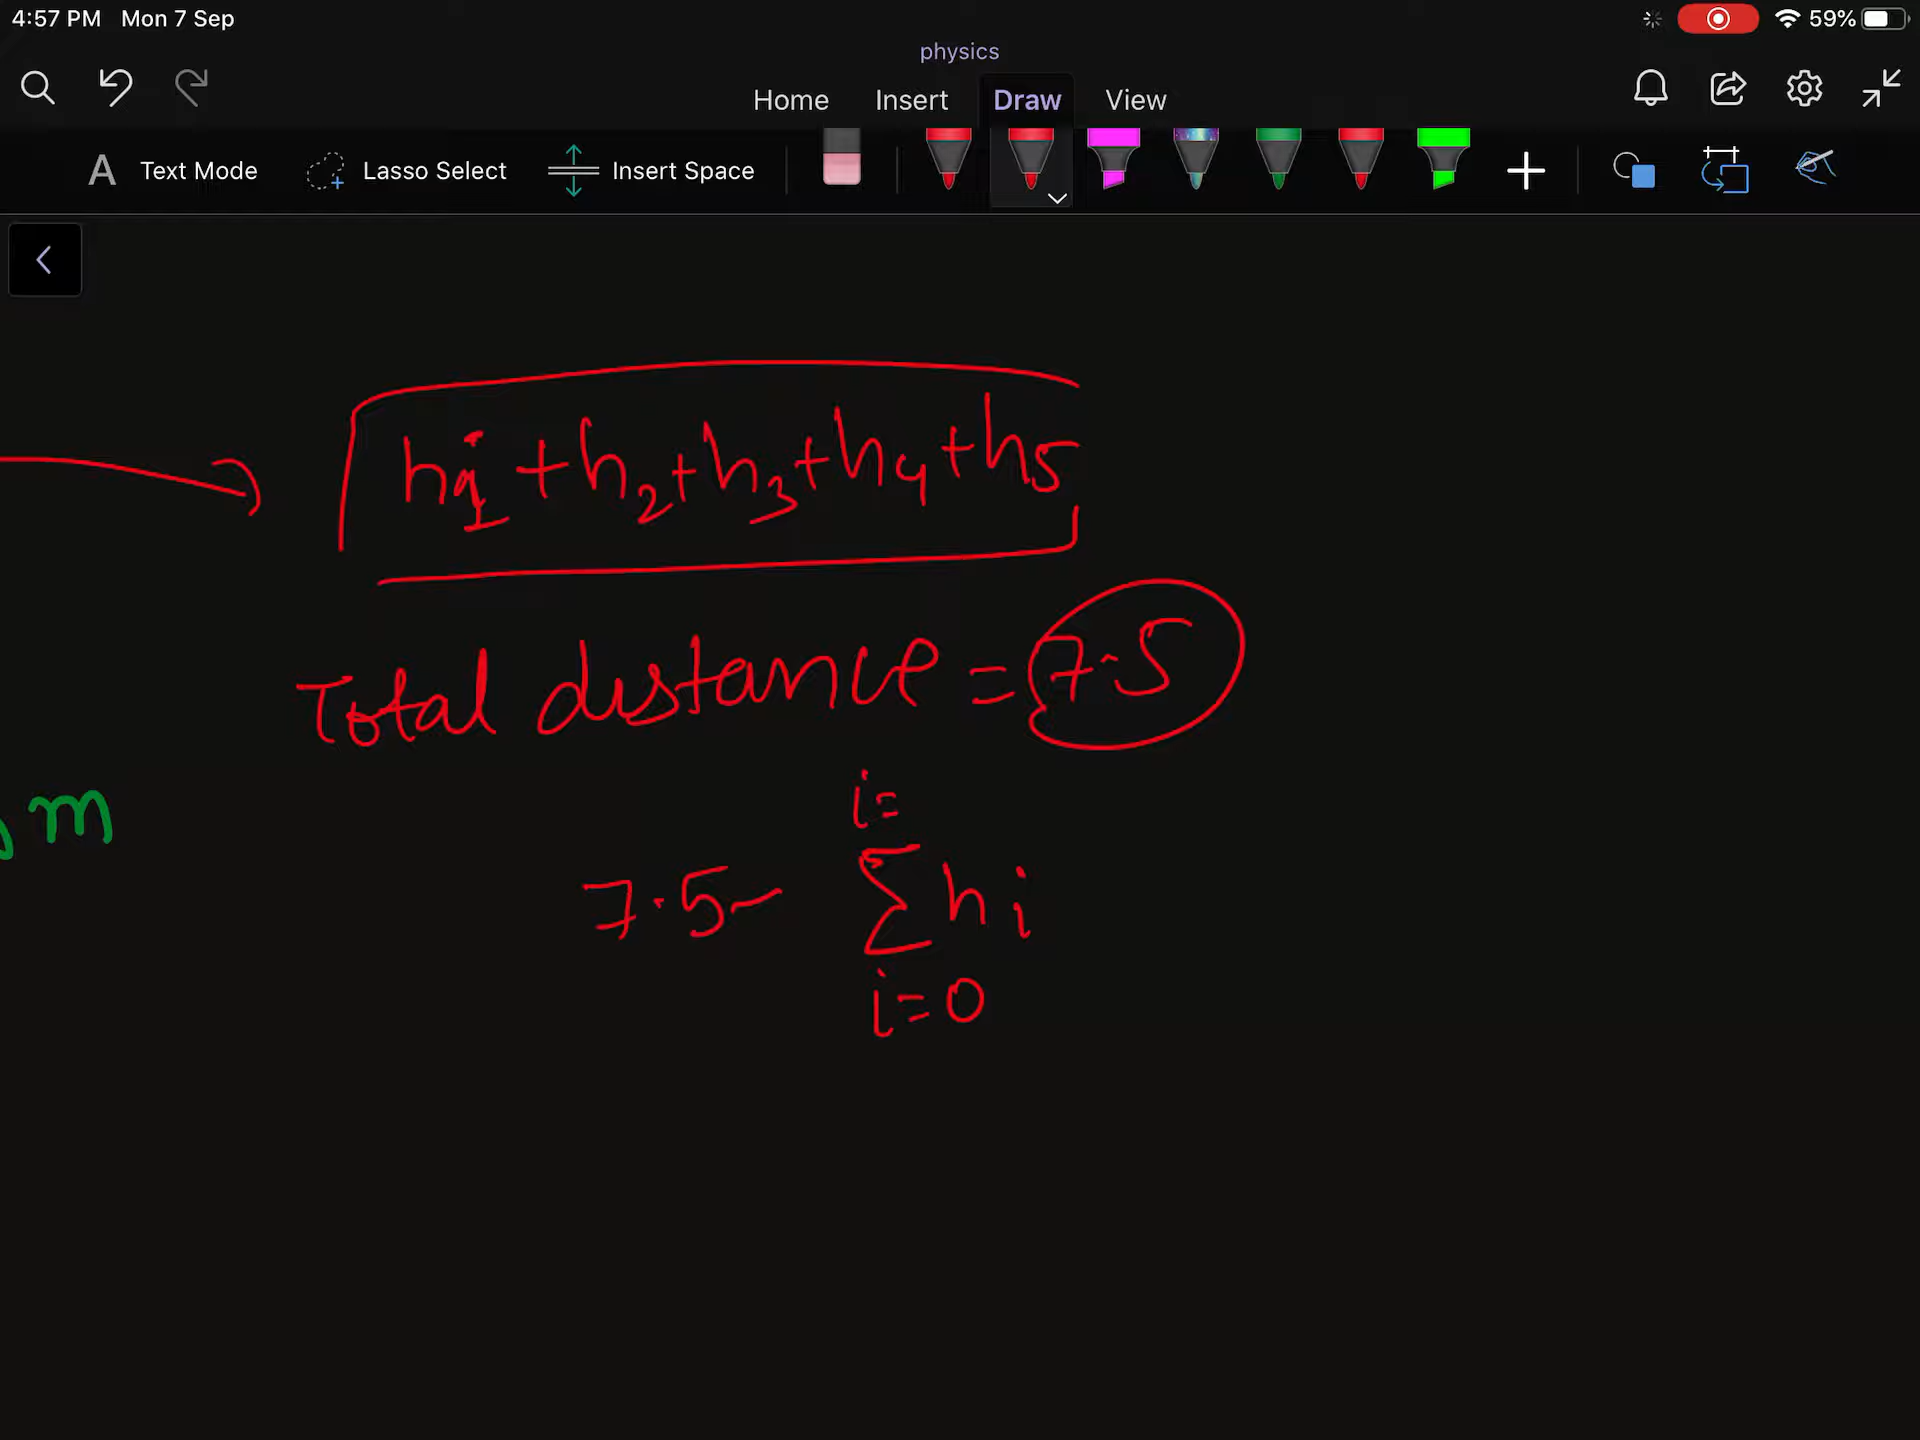 4:57 PM Mon 7 Sep
59%
physics
Home Insert Draw View
A Text Mode Lasso Select Insert Space
h1 + h2 + h3 + h4 + h5
Total distance = 7.5
m
i=
7.5 - ∑ hi
i=0